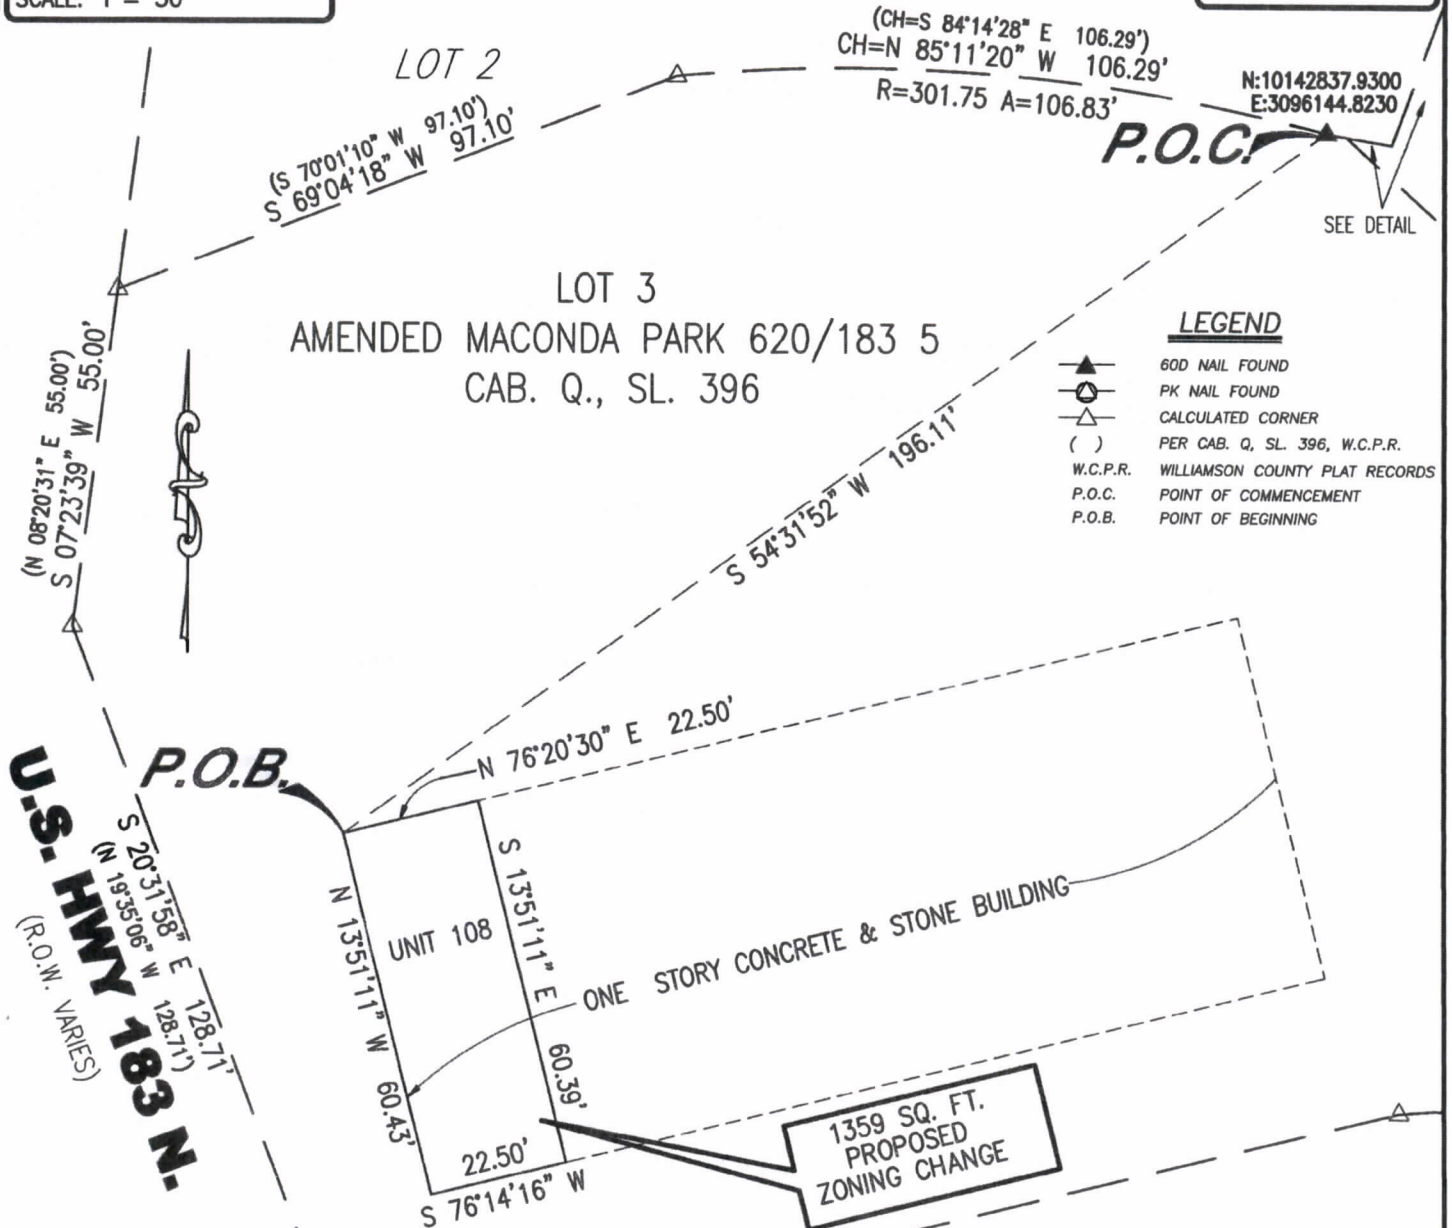 SCALE: 1"= 30'
LOT 2
(CH=S 84°14'28" E 106.29')
CH=N 85°11'20" W 106.29'
R=301.75 A=106.83'
N:10142837.9300
E:3096144.8230
P.O.C.
SEE DETAIL
(S 70°01'10" W 97.10')
S 69°04'18" W 97.10'
LOT 3
AMENDED MACONDA PARK 620/183 5
CAB. Q., SL. 396
(N 08°20'31" E 55.00')
S 07°23'39" W 55.00'
LEGEND
60D NAIL FOUND
PK NAIL FOUND
CALCULATED CORNER
( ) PER CAB. Q, SL. 396, W.C.P.R.
W.C.P.R. WILLIAMSON COUNTY PLAT RECORDS
P.O.C. POINT OF COMMENCEMENT
P.O.B. POINT OF BEGINNING
S 54°31'52" W 196.11'
N 76°20'30" E 22.50'
P.O.B.
U.S. HWY 183 N.
(R.O.W. VARIES)
S 20°31'58" E 128.71'
(N 19°35'06" W 128.71')
N 13°51'11" W 60.43'
UNIT 108
S 13°51'11" E 60.39'
ONE STORY CONCRETE & STONE BUILDING
22.50'
S 76°14'16" W
1359 SQ. FT.
PROPOSED
ZONING CHANGE